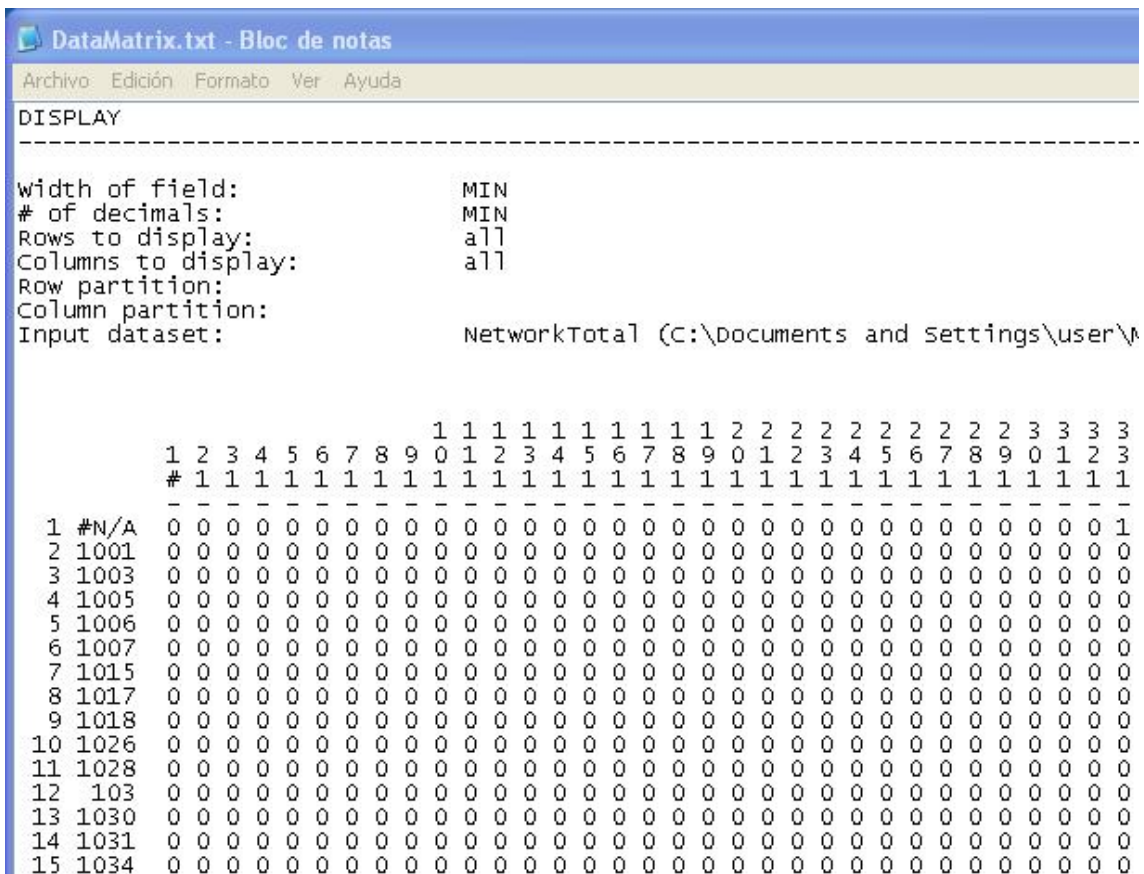 DataMatrix.txt - Bloc de notas
Archivo Edición Formato Ver Ayuda
DISPLAY
--------------------------------------------------------------------------------
Width of field: MIN
# of decimals: MIN
Rows to display: all
Columns to display: all
Row partition:
Column partition:
Input dataset: NetworkTotal (C:\Documents and Settings\user\M
1 1 1 1 1 1 1 1 1 1 2 2 2 2 2 2 2 2 2 2 3 3 3 3
1 2 3 4 5 6 7 8 9 0 1 2 3 4 5 6 7 8 9 0 1 2 3 4 5 6 7 8 9 0 1 2 3
# 1 1 1 1 1 1 1 1 1 1 1 1 1 1 1 1 1 1 1 1 1 1 1 1 1 1 1 1 1 1 1 1
- - - - - - - - - - - - - - - - - - - - - - - - - - - - - - - - -
1 #N/A 0 0 0 0 0 0 0 0 0 0 0 0 0 0 0 0 0 0 0 0 0 0 0 0 0 0 0 0 0 0 0 0 1
2 1001 0 0 0 0 0 0 0 0 0 0 0 0 0 0 0 0 0 0 0 0 0 0 0 0 0 0 0 0 0 0 0 0 0
3 1003 0 0 0 0 0 0 0 0 0 0 0 0 0 0 0 0 0 0 0 0 0 0 0 0 0 0 0 0 0 0 0 0 0
4 1005 0 0 0 0 0 0 0 0 0 0 0 0 0 0 0 0 0 0 0 0 0 0 0 0 0 0 0 0 0 0 0 0 0
5 1006 0 0 0 0 0 0 0 0 0 0 0 0 0 0 0 0 0 0 0 0 0 0 0 0 0 0 0 0 0 0 0 0 0
6 1007 0 0 0 0 0 0 0 0 0 0 0 0 0 0 0 0 0 0 0 0 0 0 0 0 0 0 0 0 0 0 0 0 0
7 1015 0 0 0 0 0 0 0 0 0 0 0 0 0 0 0 0 0 0 0 0 0 0 0 0 0 0 0 0 0 0 0 0 0
8 1017 0 0 0 0 0 0 0 0 0 0 0 0 0 0 0 0 0 0 0 0 0 0 0 0 0 0 0 0 0 0 0 0 0
9 1018 0 0 0 0 0 0 0 0 0 0 0 0 0 0 0 0 0 0 0 0 0 0 0 0 0 0 0 0 0 0 0 0 0
10 1026 0 0 0 0 0 0 0 0 0 0 0 0 0 0 0 0 0 0 0 0 0 0 0 0 0 0 0 0 0 0 0 0 0
11 1028 0 0 0 0 0 0 0 0 0 0 0 0 0 0 0 0 0 0 0 0 0 0 0 0 0 0 0 0 0 0 0 0 0
12 103 0 0 0 0 0 0 0 0 0 0 0 0 0 0 0 0 0 0 0 0 0 0 0 0 0 0 0 0 0 0 0 0 0
13 1030 0 0 0 0 0 0 0 0 0 0 0 0 0 0 0 0 0 0 0 0 0 0 0 0 0 0 0 0 0 0 0 0 0
14 1031 0 0 0 0 0 0 0 0 0 0 0 0 0 0 0 0 0 0 0 0 0 0 0 0 0 0 0 0 0 0 0 0 0
15 1034 0 0 0 0 0 0 0 0 0 0 0 0 0 0 0 0 0 0 0 0 0 0 0 0 0 0 0 0 0 0 0 0 0